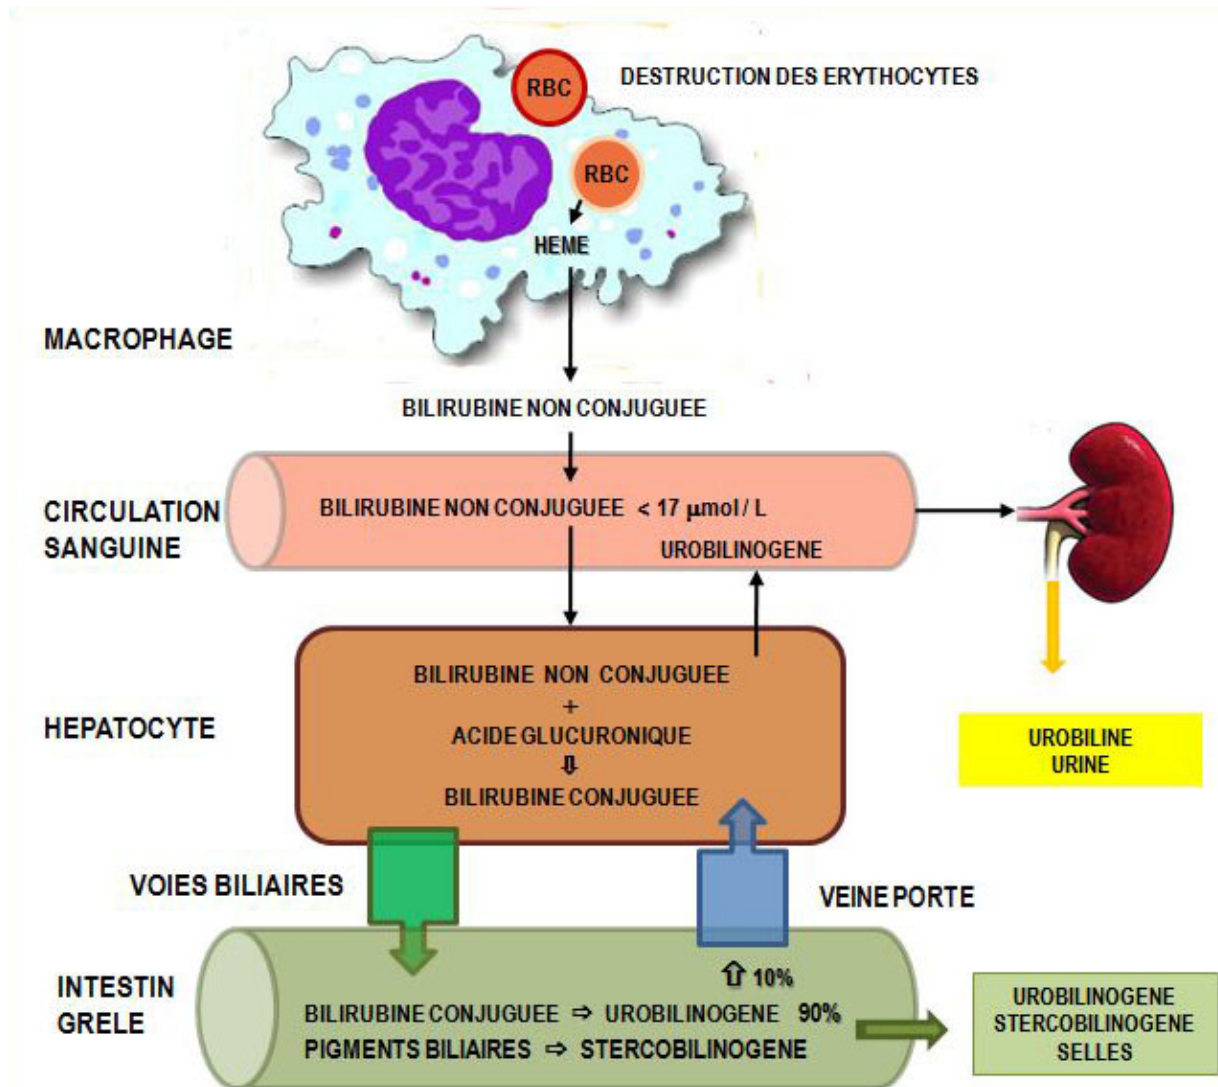 RBC
DESTRUCTION DES ERYTHOCYTES
RBC
HEME
MACROPHAGE
BILIRUBINE NON CONJUGUEE
CIRCULATION
SANGUINE
BILIRUBINE NON CONJUGUEE < 17 µmol / L
UROBILINOGENE
HEPATOCYTE
BILIRUBINE NON CONJUGUEE
+
ACIDE GLUCURONIQUE
⇩
BILIRUBINE CONJUGUEE
UROBILINE
URINE
VOIES BILIAIRES
VEINE PORTE
INTESTIN
GRELE
⇧ 10%
BILIRUBINE CONJUGUEE ⇨ UROBILINOGENE 90%
PIGMENTS BILIAIRES ⇨ STERCOBILINOGENE
UROBILINOGENE
STERCOBILINOGENE
SELLES